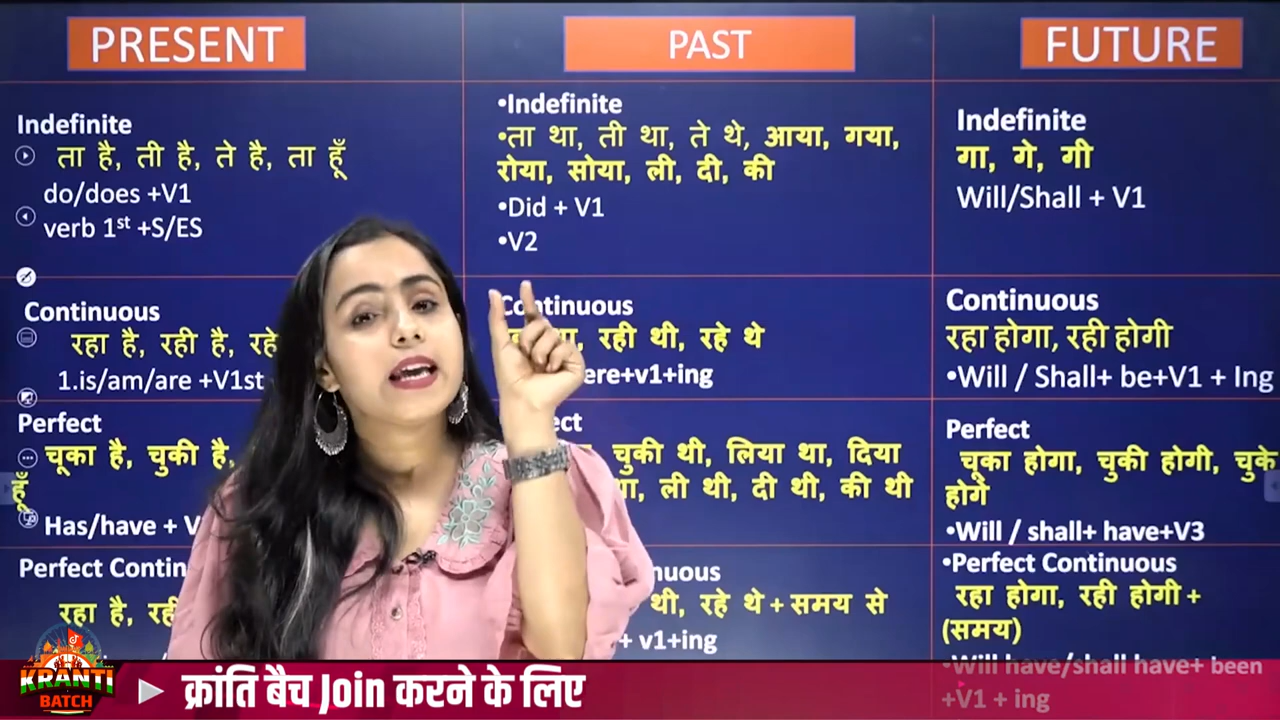 PRESENT
Indefinite
ता है, ती है, ते है, ता हूँ
do/does +V1
verb 1st +S/ES
Continuous
रहा है, रही है, रहे
1.is/am/are +V1st
Perfect
चूका है, चुकी है,
हूँ
Has/have + V
Perfect Contin
रहा है, रही
PAST
•Indefinite
•ता था, ती था, ते थे, आया, गया,
रोया, सोया, ली, दी, की
•Did + V1
•V2
Continuous
रही थी, रहे थे
ere+v1+ing
ect
चुकी थी, लिया था, दिया
ली थी, दी थी, की थी
nuous
थी, रहे थे + समय से
+ v1+ing
FUTURE
Indefinite
गा, गे, गी
Will/Shall + V1
Continuous
रहा होगा, रही होगी
•Will / Shall+ be+V1 + Ing
Perfect
चूका होगा, चुकी होगी, चुके
होगें
•Will / shall+ have+V3
•Perfect Continuous
रहा होगा, रही होगी +
(समय)
•Will have/shall have+ been
+V1 + ing
KRANTI
BATCH
क्रांति बैच Join करने के लिए